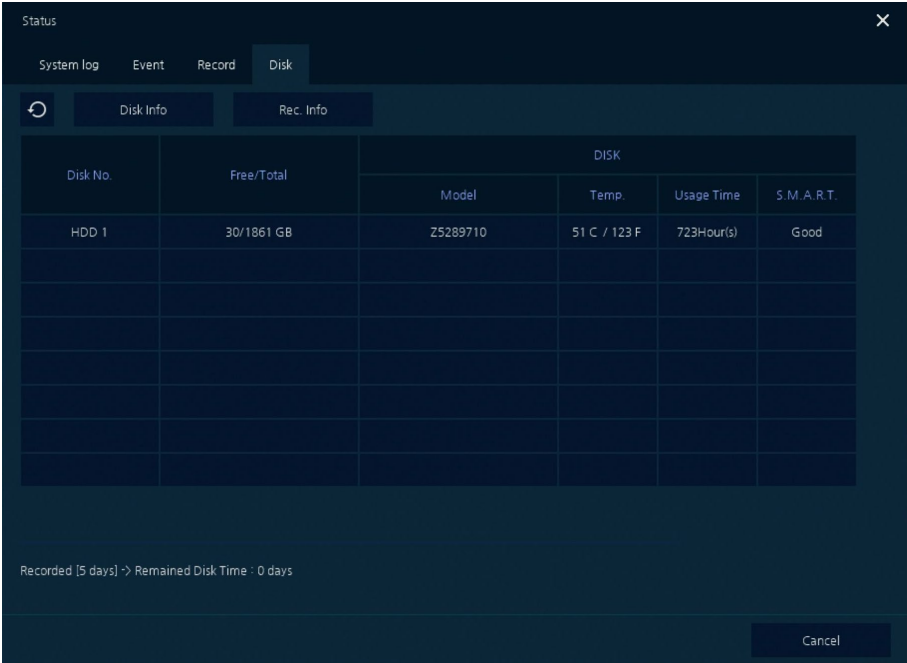 Status
System log Event Record Disk
Disk Info Rec. Info
Disk No. Free/Total DISK
Model Temp. Usage Time S.M.A.R.T.
HDD 1 30/1861 GB Z5289710 51 C / 123 F 723Hour(s) Good
Recorded [5 days] -> Remained Disk Time : 0 days
Cancel